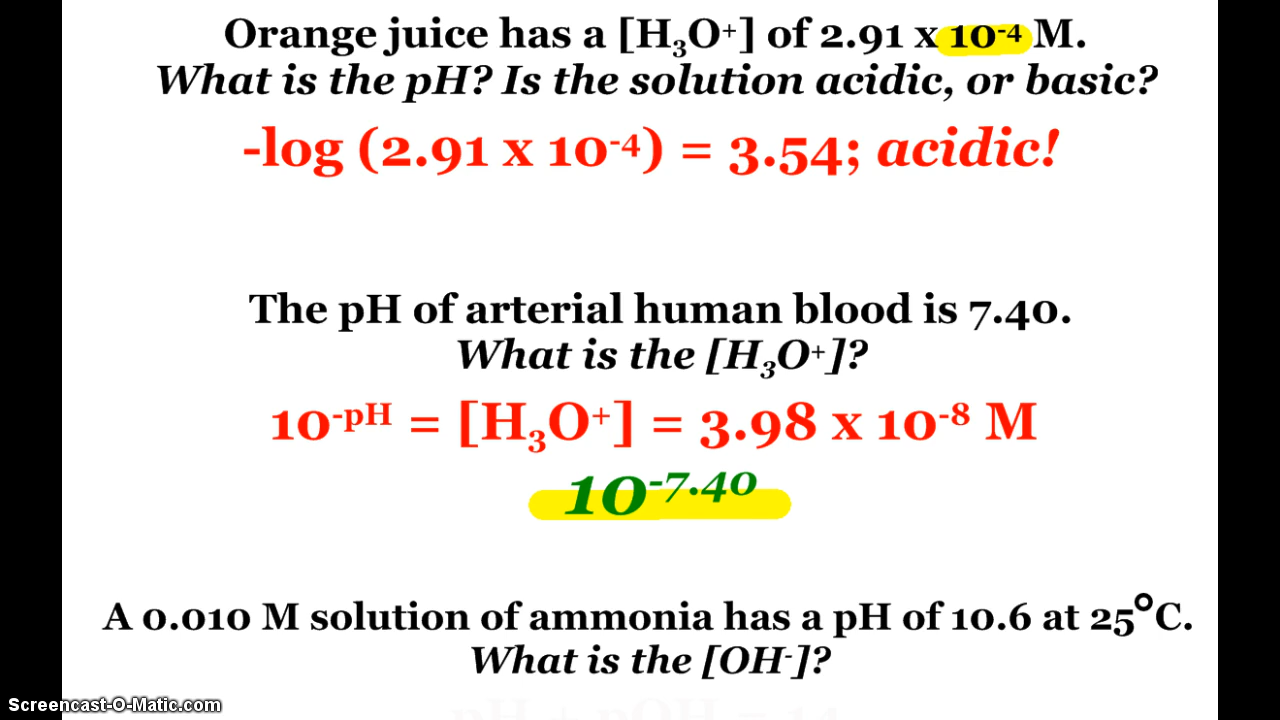 Orange juice has a [H₃O⁺] of 2.91 x 10⁻⁴ M.
What is the pH? Is the solution acidic, or basic?
-log (2.91 x 10⁻⁴) = 3.54; acidic!
The pH of arterial human blood is 7.40.
What is the [H₃O⁺]?
10⁻ᵖᴴ = [H₃O⁺] = 3.98 x 10⁻⁸ M
10⁻⁷·⁴⁰
A 0.010 M solution of ammonia has a pH of 10.6 at 25°C.
What is the [OH⁻]?
pH + pOH = 14
Screencast-O-Matic.com